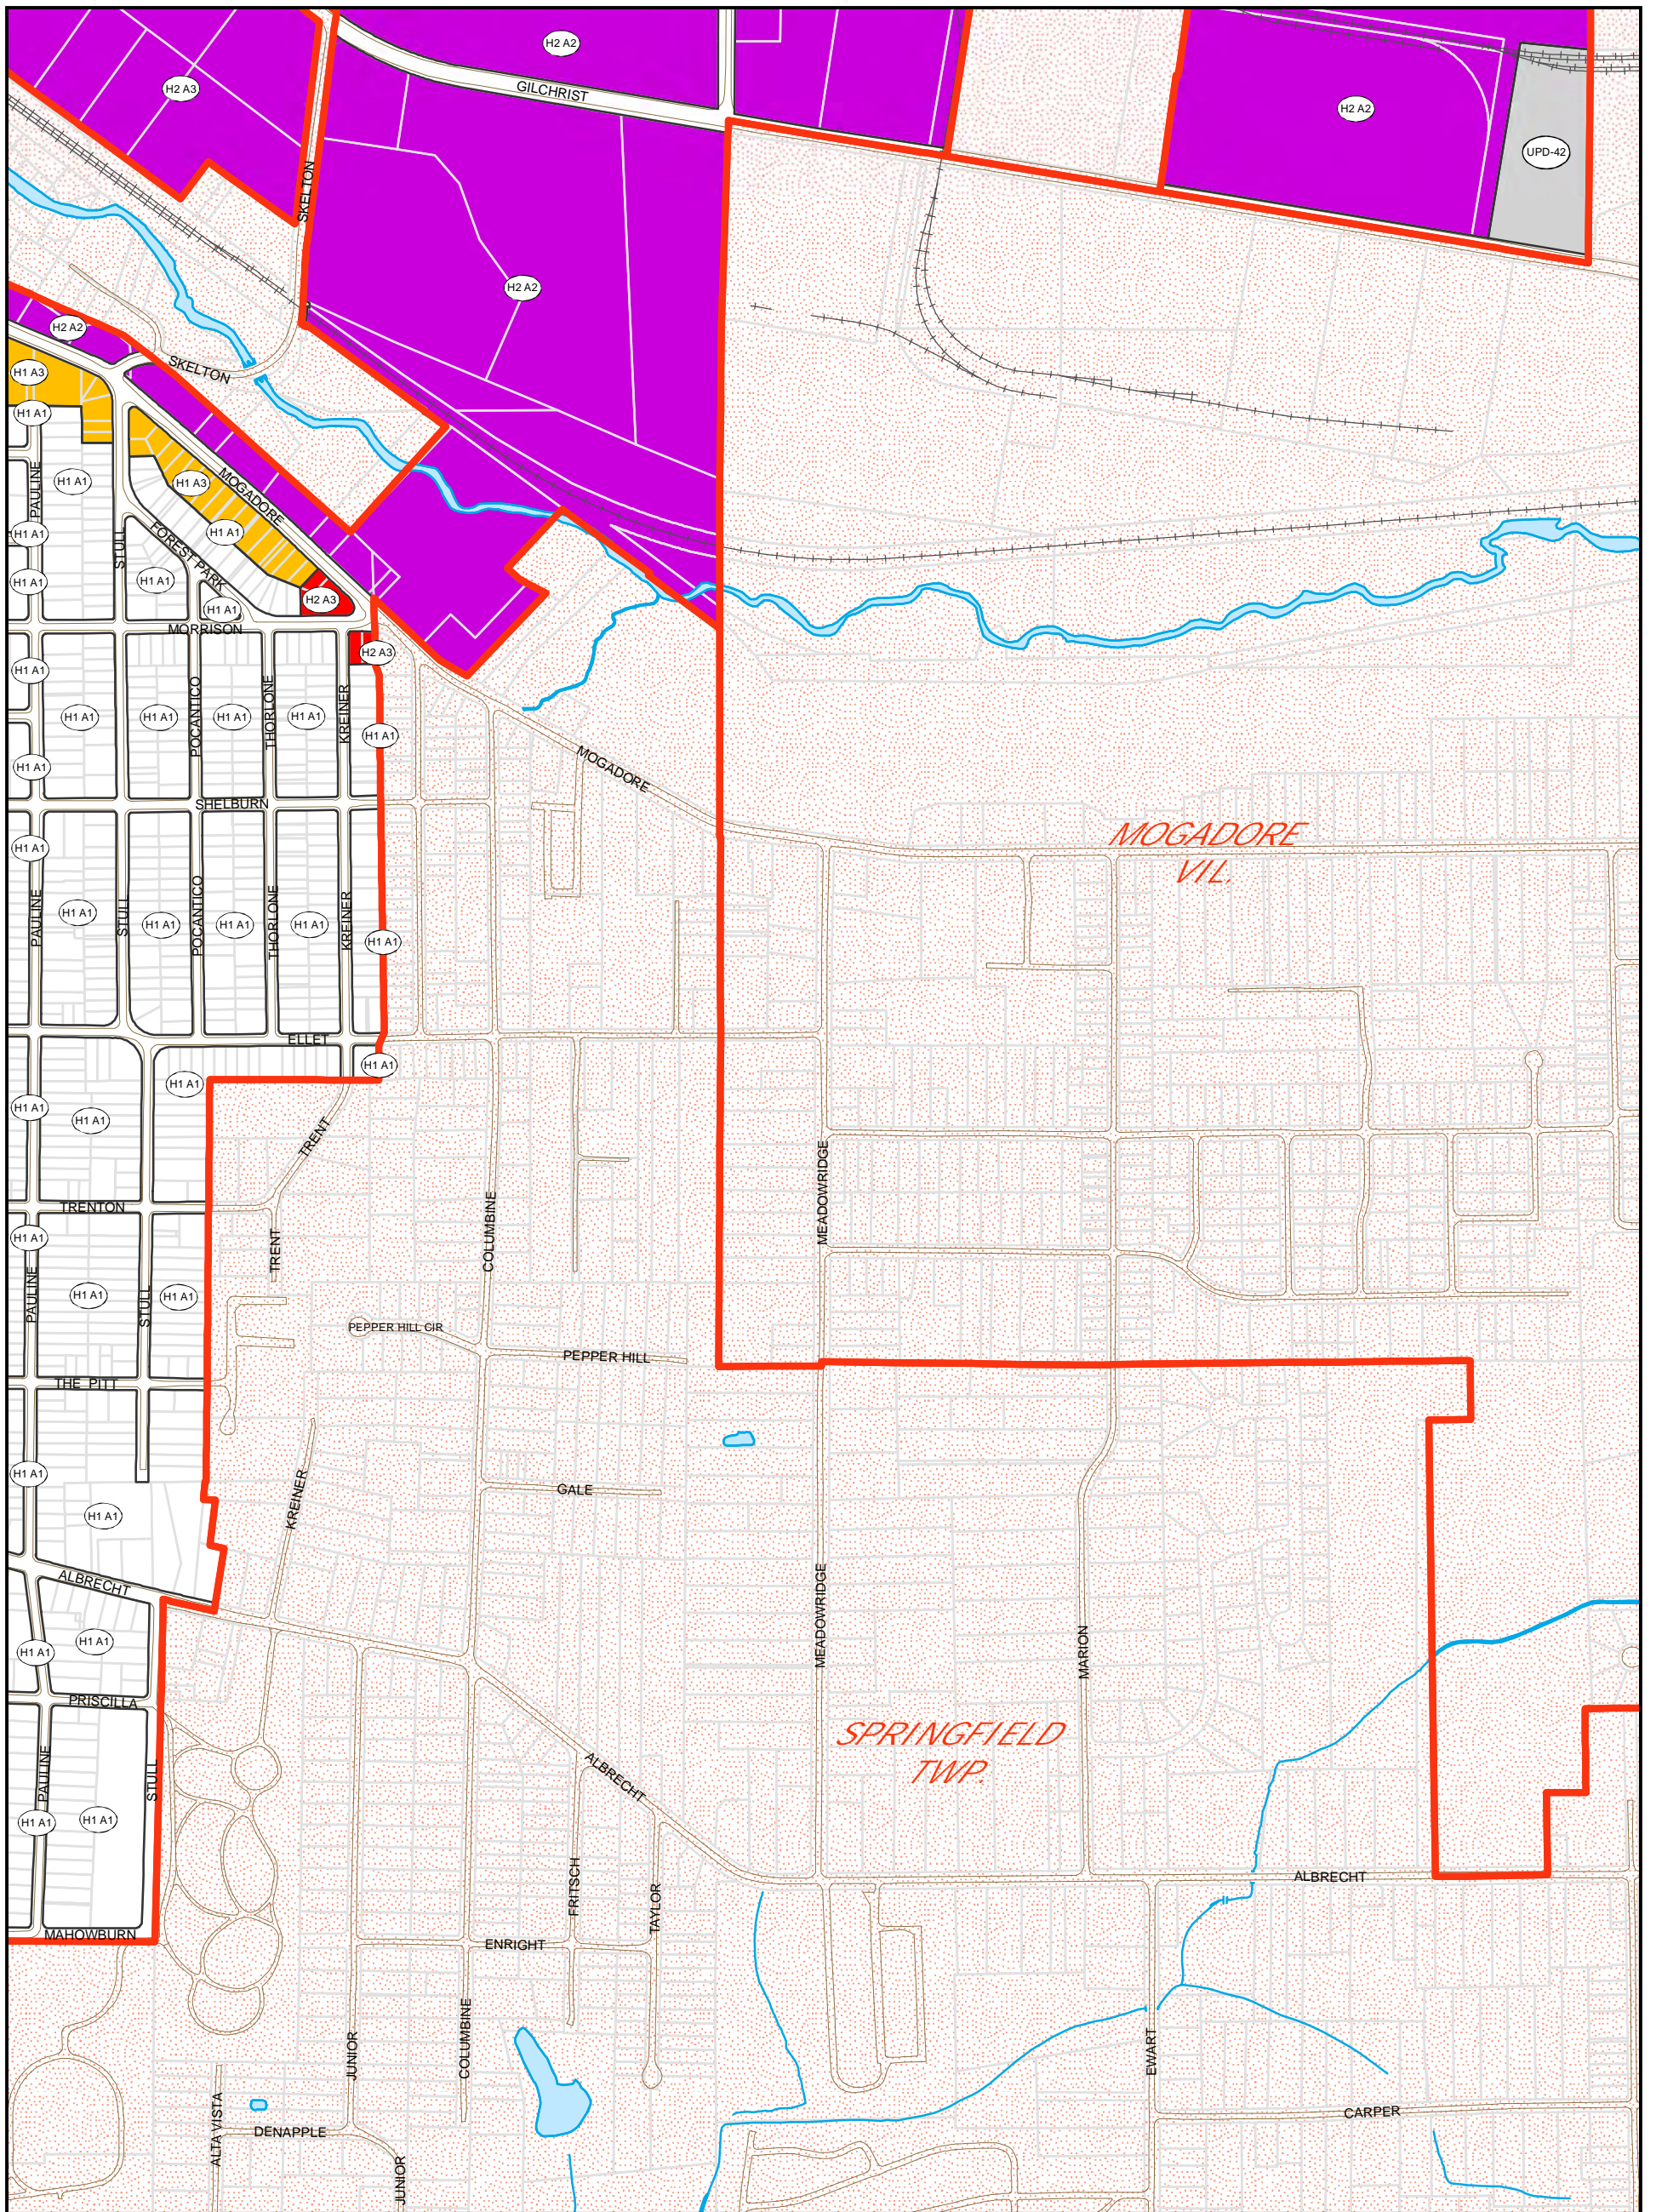 H2 A2
H2 A3
GILCHRIST
H2 A2
UPD-42
SKELTON
H2 A2
H2 A2
SKELTON
H1 A3
H1 A1
PAULINE
H1 A1
H1 A3
MOGADORE
H1 A1
H1 A1
STULL
FOREST PARK
H1 A1
H1 A1
H2 A3
H1 A1
MORRISON
H2 A3
H1 A1
H1 A1
H1 A1
H1 A1
H1 A1
POCANTICO
THORLONE
KREINER
H1 A1
MOGADORE
H1 A1
SHELBURN
MOGADORE
VIL.
H1 A1
H1 A1
H1 A1
H1 A1
H1 A1
PAULINE
STULL
POCANTICO
THORLONE
KREINER
H1 A1
ELLET
H1 A1
H1 A1
H1 A1
H1 A1
TRENT
MEADOWRIDGE
TRENTON
COLUMBINE
H1 A1
TRENT
PAULINE
H1 A1
STULL
H1 A1
PEPPER HILL CIR
PEPPER HILL
THE PITT
H1 A1
GALE
KREINER
H1 A1
ALBRECHT
MEADOWRIDGE
MARION
H1 A1
H1 A1
PRISCILLA
SPRINGFIELD
TWP.
PAULINE
STULL
ALBRECHT
H1 A1
H1 A1
ALBRECHT
FRITSCH
TAYLOR
MAHOWBURN
ENRIGHT
JUNIOR
COLUMBINE
EWART
ALTA VISTA
CARPER
DENAPPLE
JUNIOR